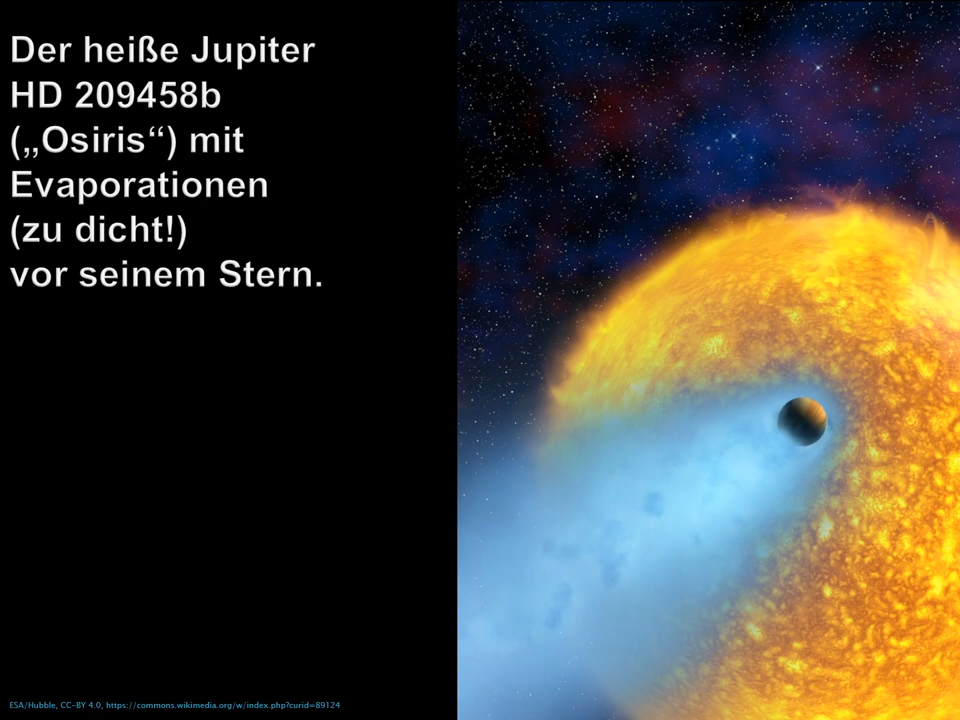 Der heiße Jupiter
HD 209458b
(„Osiris“) mit
Evaporationen
(zu dicht!)
vor seinem Stern.
ESA/Hubble, CC-BY 4.0, https://commons.wikimedia.org/w/index.php?curid=89124